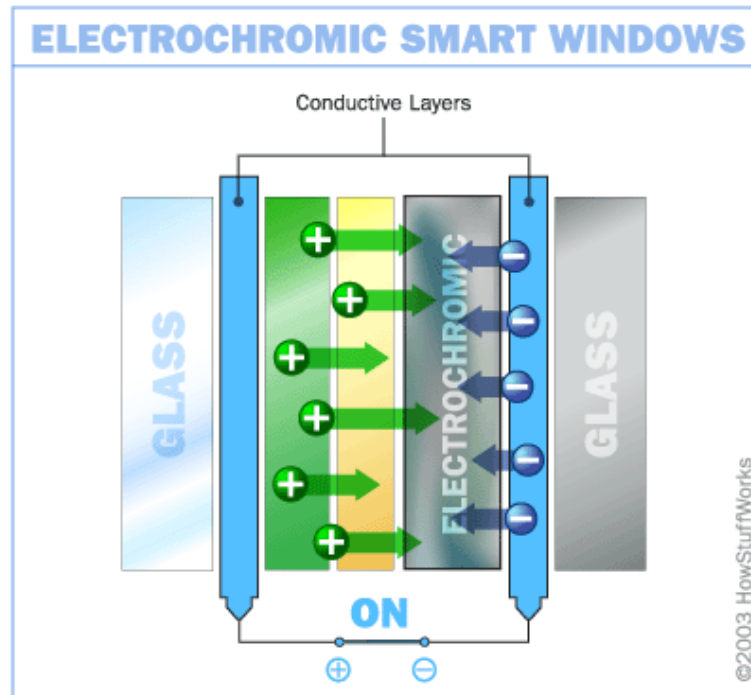 ELECTROCHROMIC SMART WINDOWS
Conductive Layers
GLASS
ELECTROCHROMIC
GLASS
ON
+ −
©2003 HowStuffWorks